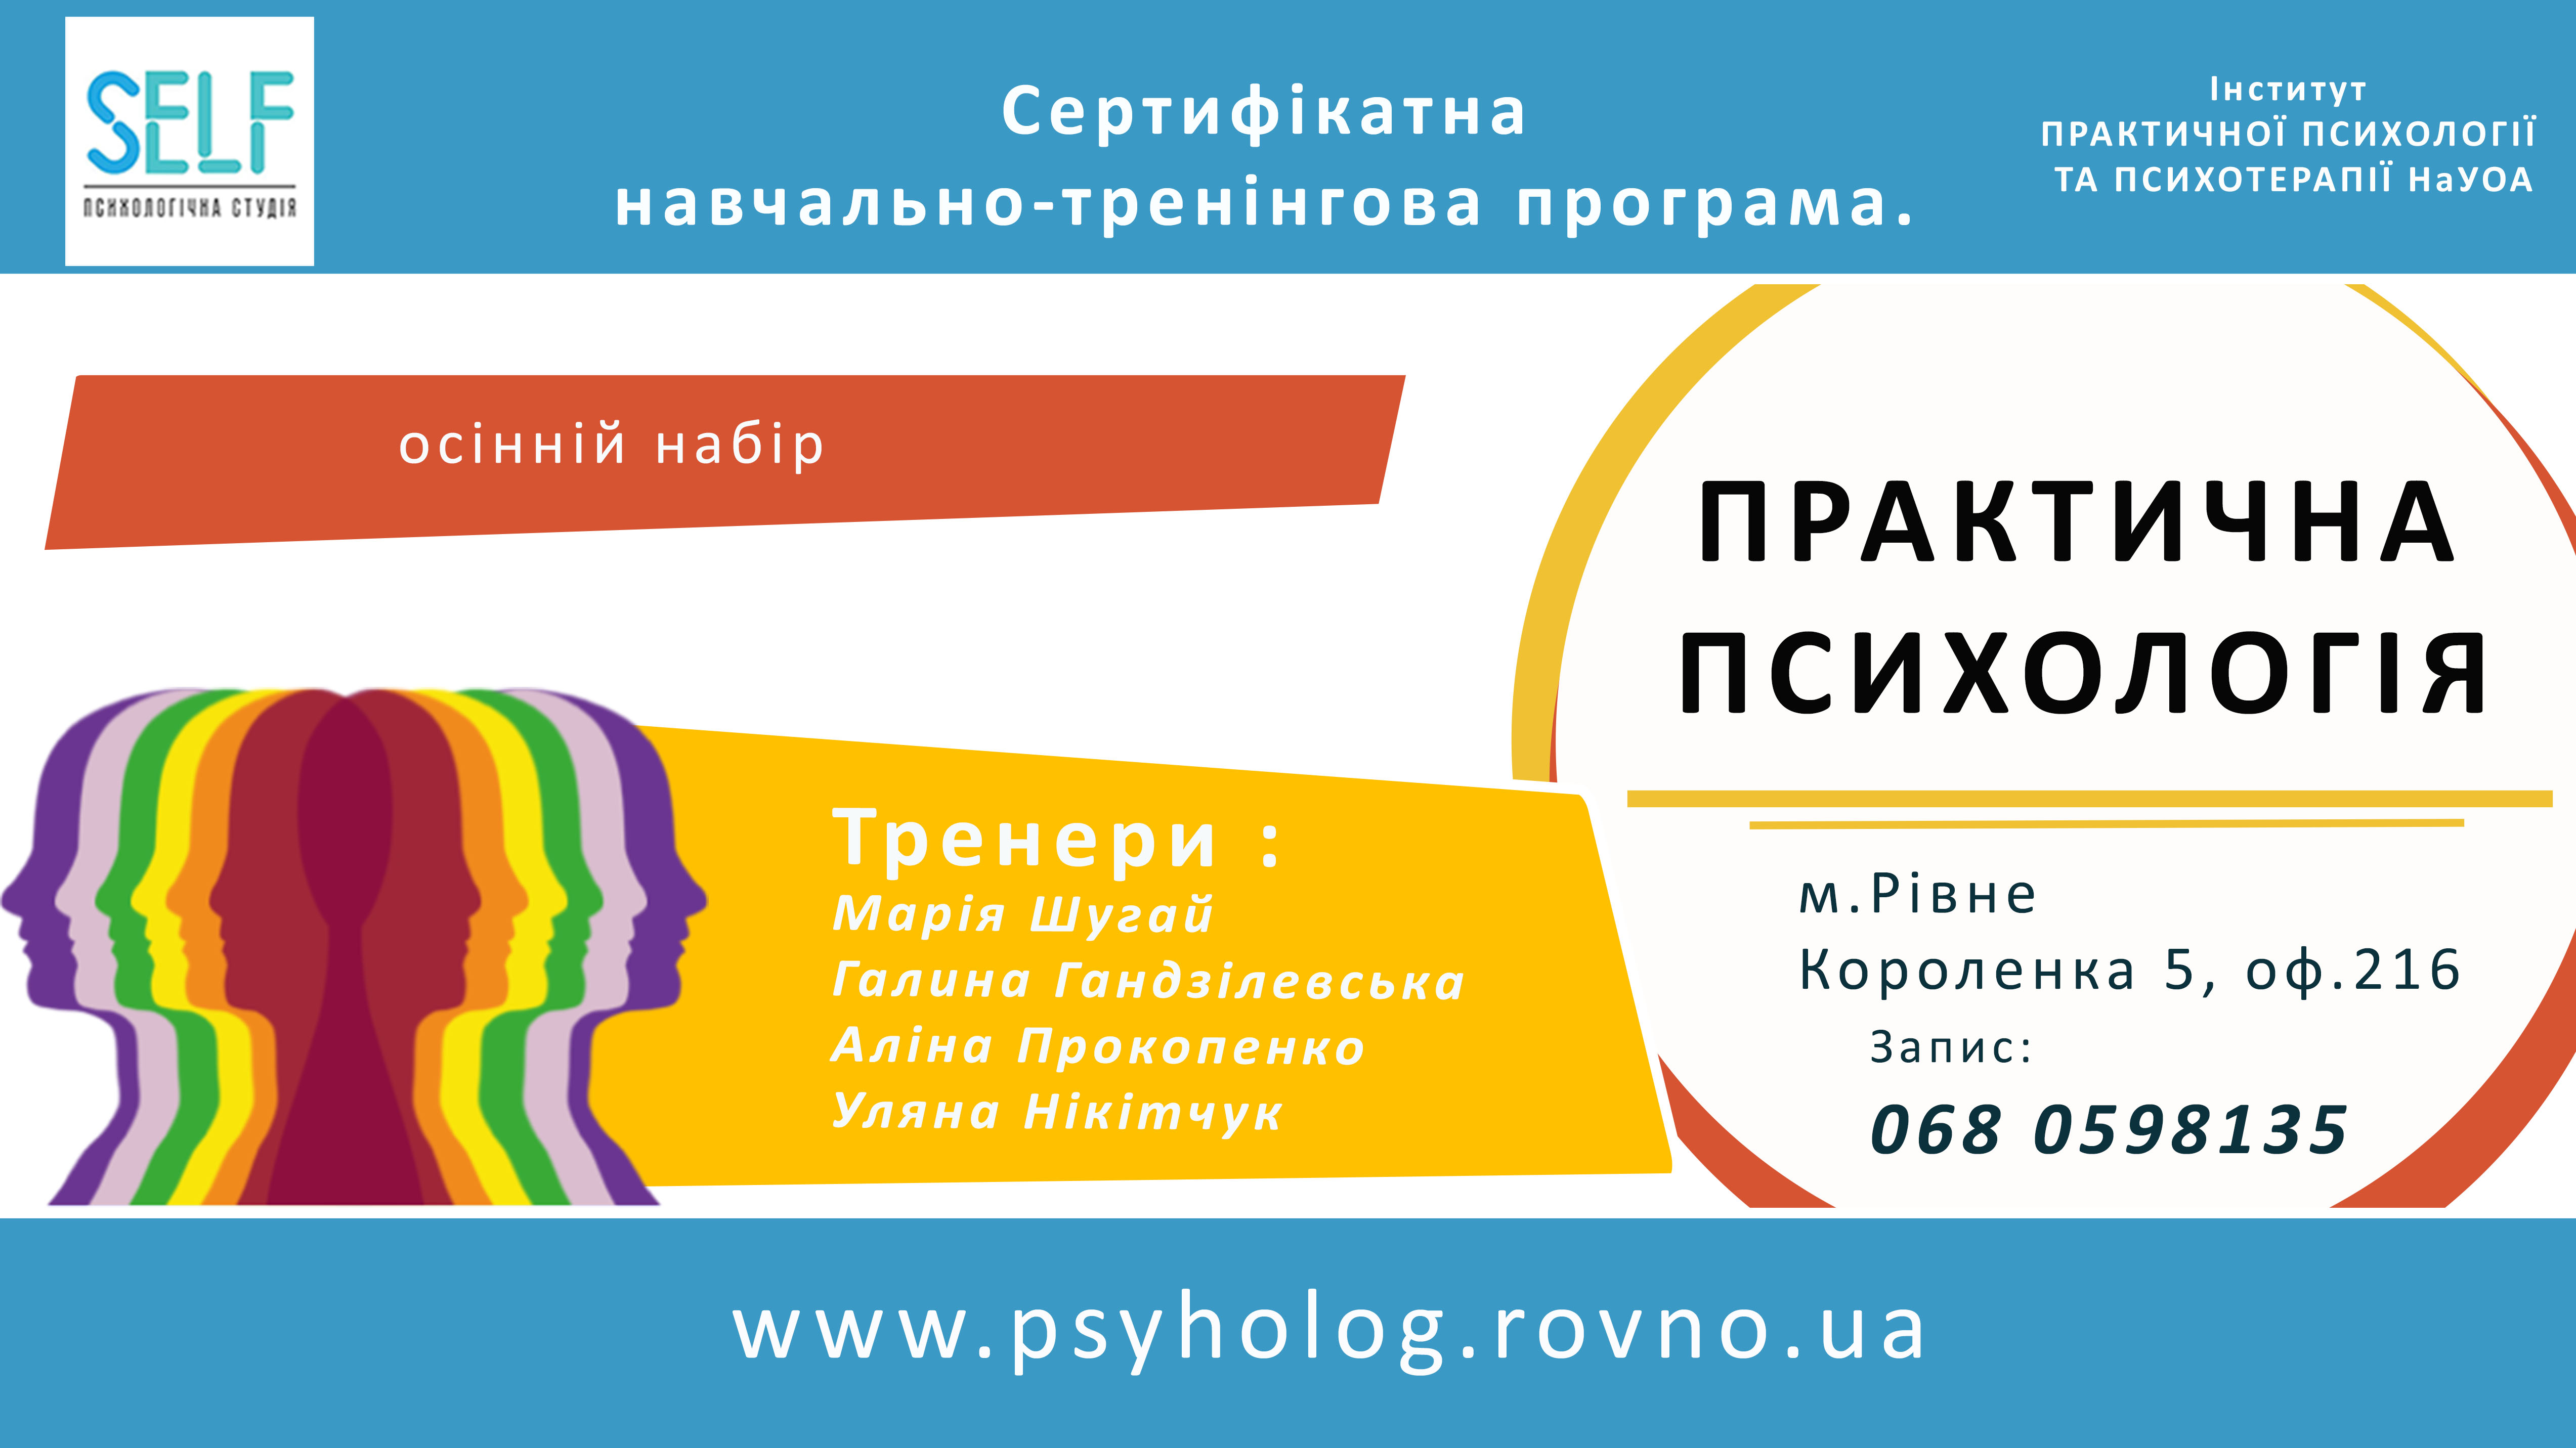 SELF
ПСИХОЛОГІЧНА СТУДІЯ
Сертифікатна
навчально-тренінгова програма.
Інститут
ПРАКТИЧНОЇ ПСИХОЛОГІЇ
ТА ПСИХОТЕРАПІЇ НаУОА
осінній набір
ПРАКТИЧНА
ПСИХОЛОГІЯ
Тренери :
Марія Шугай
Галина Гандзілевська
Аліна Прокопенко
Уляна Нікітчук
м.Рівне
Короленка 5, оф.216
Запис:
068 0598135
www.psyholog.rovno.ua